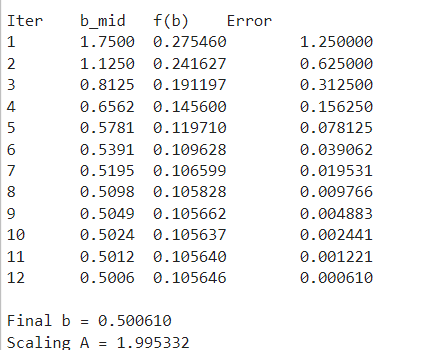 Iter b_mid f(b) Error
1 1.7500 0.275460 1.250000
2 1.1250 0.241627 0.625000
3 0.8125 0.191197 0.312500
4 0.6562 0.145600 0.156250
5 0.5781 0.119710 0.078125
6 0.5391 0.109628 0.039062
7 0.5195 0.106599 0.019531
8 0.5098 0.105828 0.009766
9 0.5049 0.105662 0.004883
10 0.5024 0.105637 0.002441
11 0.5012 0.105640 0.001221
12 0.5006 0.105646 0.000610
Final b = 0.500610
Scaling A = 1.995332